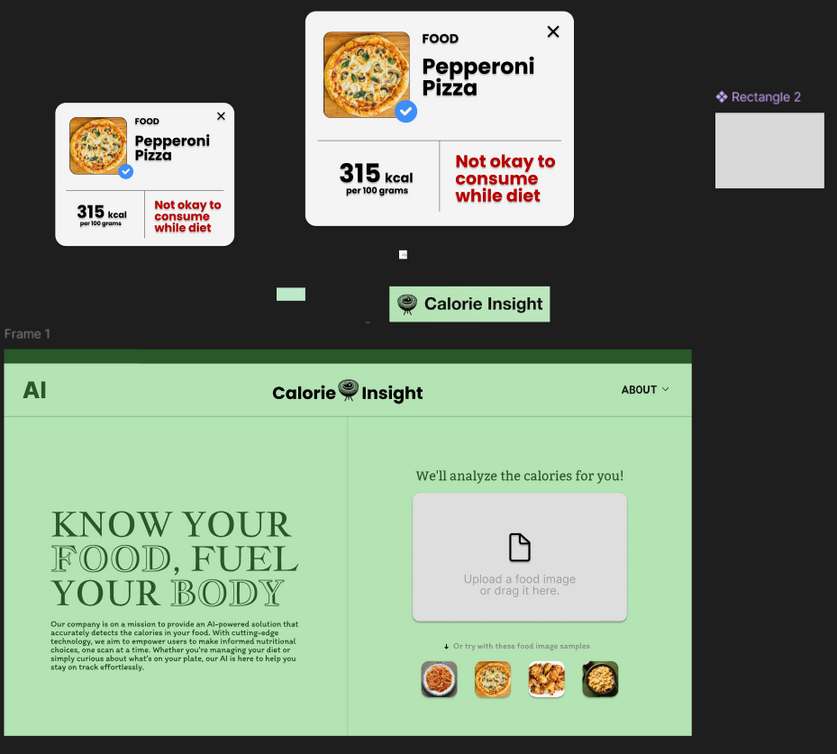 FOOD
Pepperoni
Pizza
315 kcal
per 100 grams
Not okay to
consume
while diet
FOOD
Pepperoni
Pizza
315 kcal
per 100 grams
Not okay to
consume
while diet
Rectangle 2
Calorie Insight
Frame 1
AI
Calorie Insight
ABOUT
KNOW YOUR
FOOD, FUEL
YOUR BODY
Our company is on a mission to provide an AI-powered solution that
accurately detects the calories in your food. With cutting-edge
technology, we aim to empower users to make informed nutritional
choices, one scan at a time. Whether you're managing your diet or
simply curious about what's on your plate, our AI is here to help you
stay on track effortlessly.
We'll analyze the calories for you!
Upload a food image
or drag it here.
Or try with these food image samples